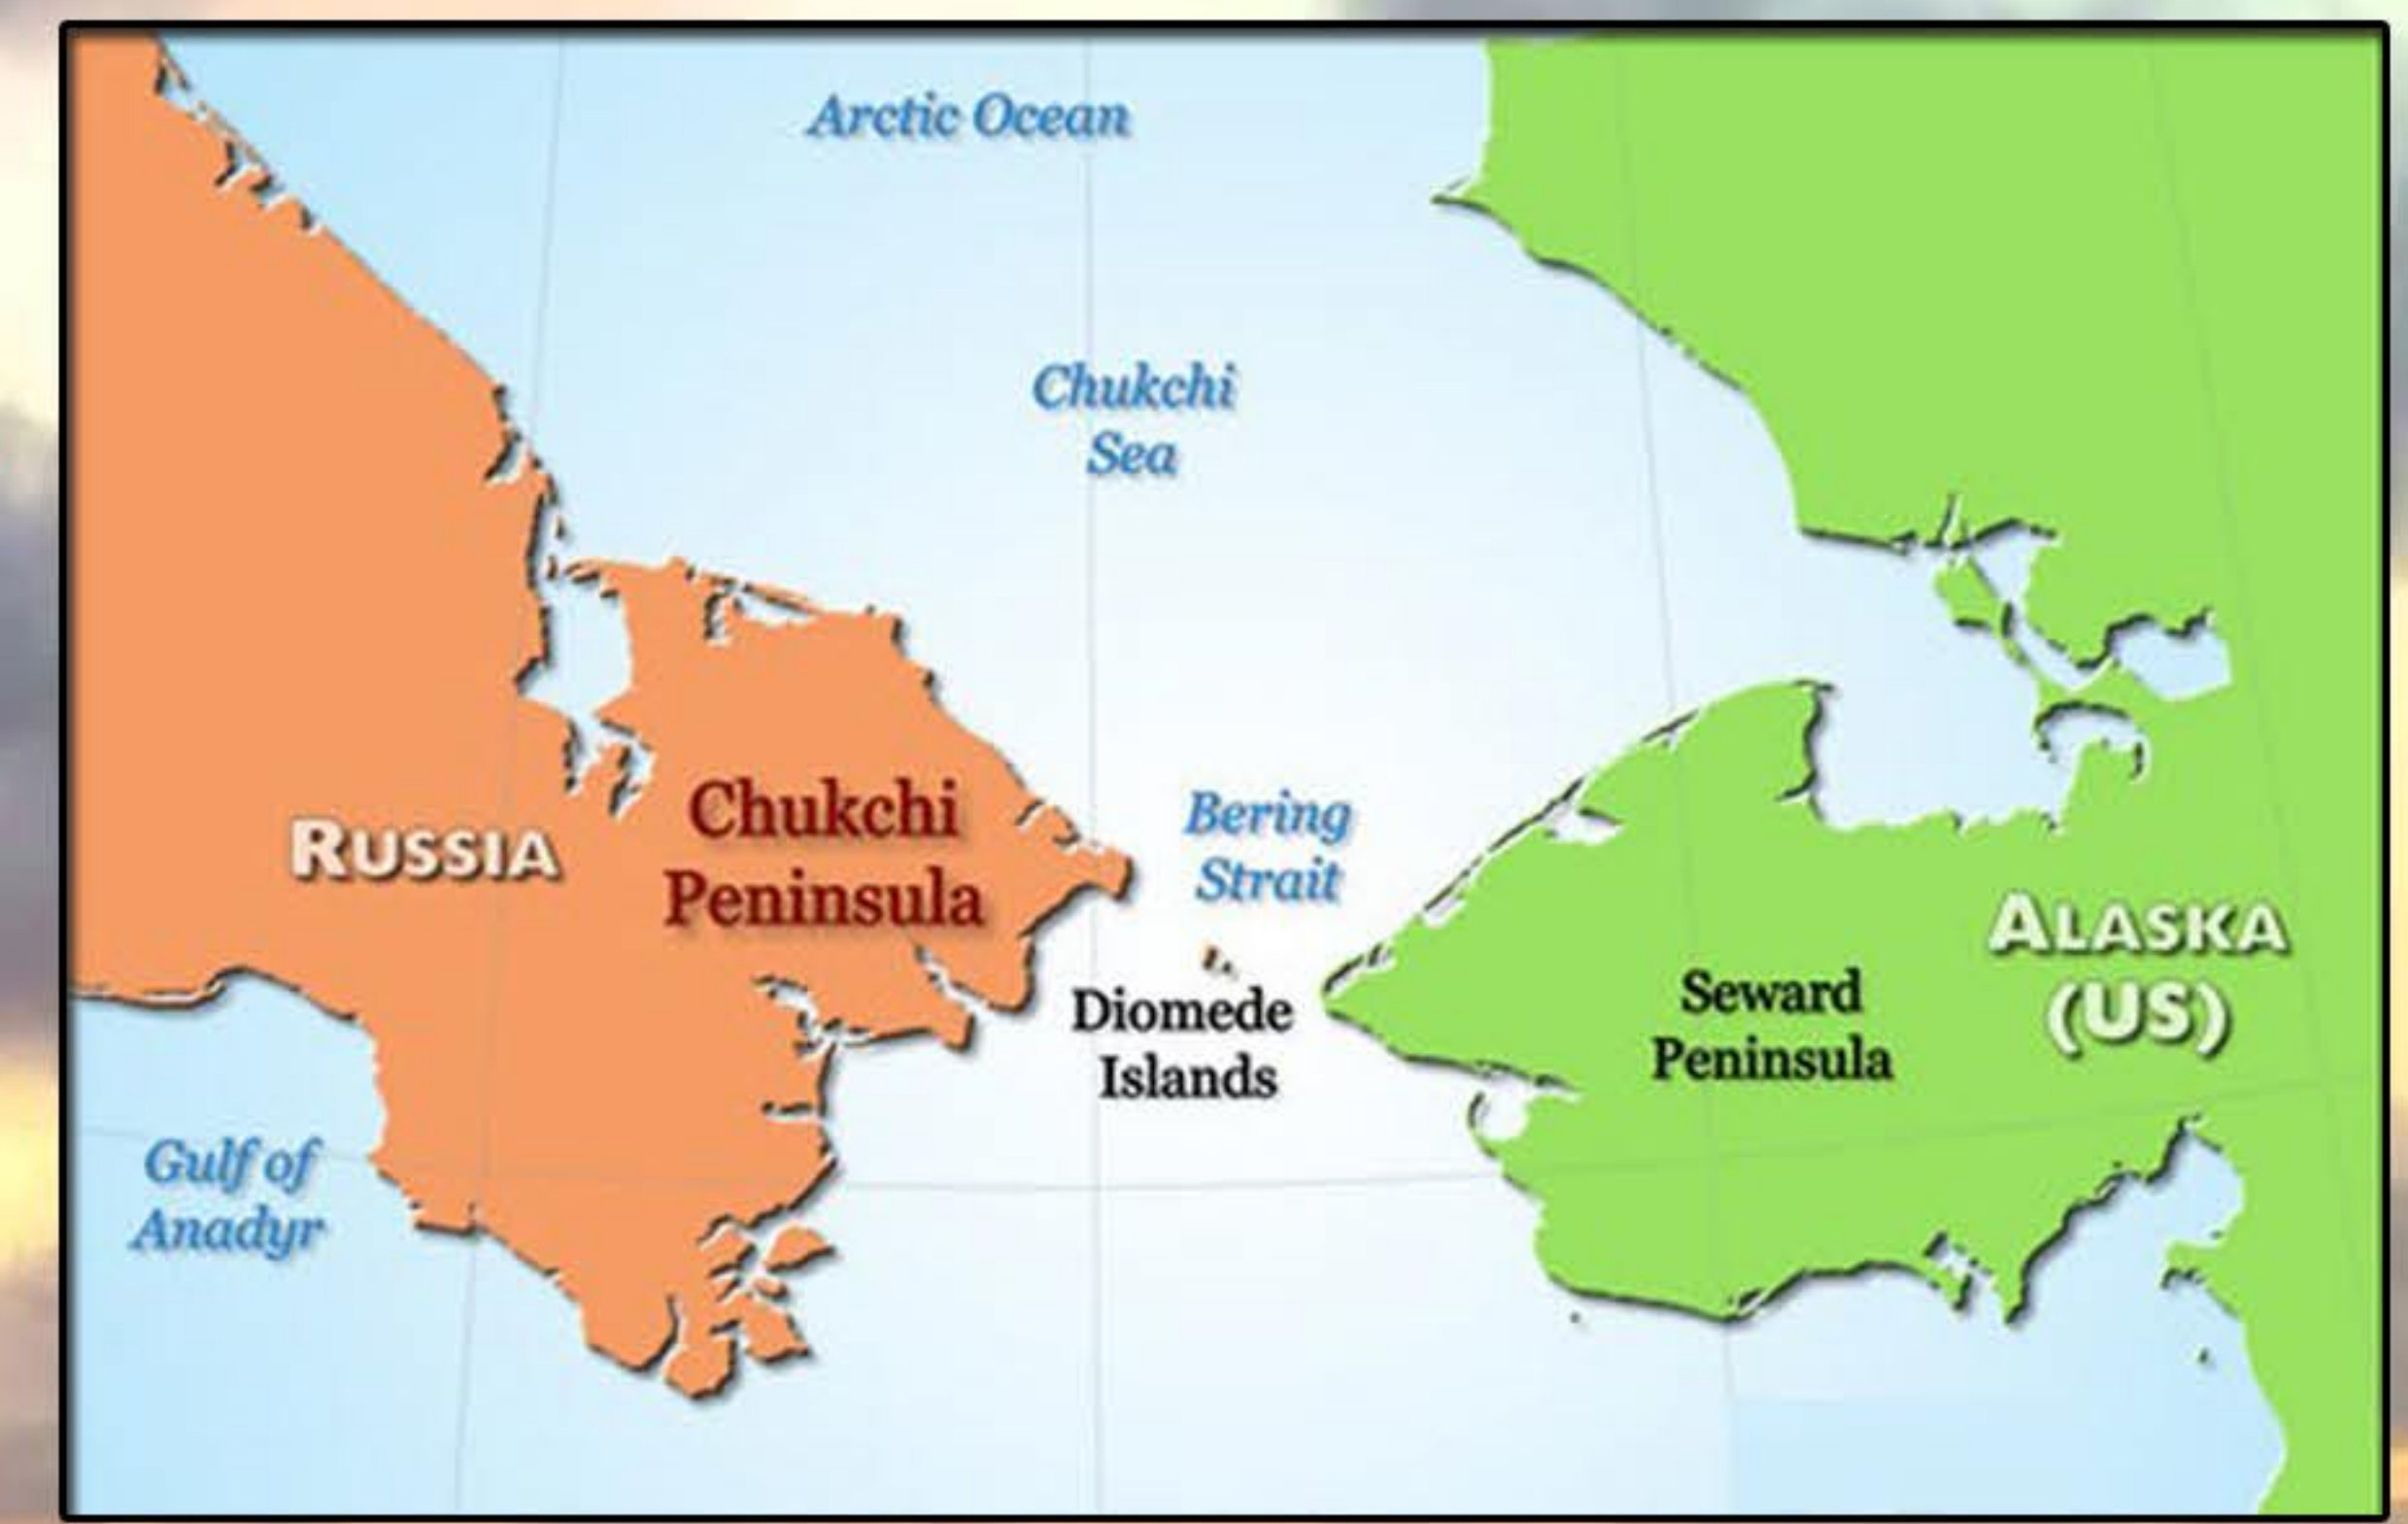 Arctic Ocean
Chukchi
Sea
Bering
Strait
RUSSIA
Chukchi
Peninsula
Diomede
Islands
Seward
Peninsula
ALASKA
(US)
Gulf of
Anadyr